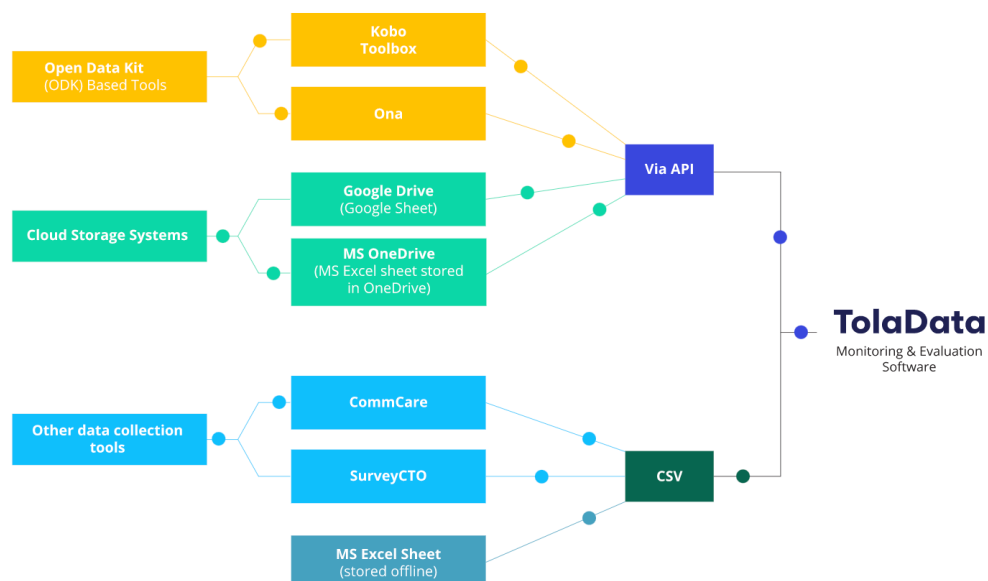 Kobo
Toolbox
Open Data Kit
(ODK) Based Tools
Ona
Via API
Google Drive
(Google Sheet)
Cloud Storage Systems
MS OneDrive
(MS Excel sheet stored
in OneDrive)
TolaData
Monitoring & Evaluation
Software
CommCare
Other data collection
tools
SurveyCTO
CSV
MS Excel Sheet
(stored offline)